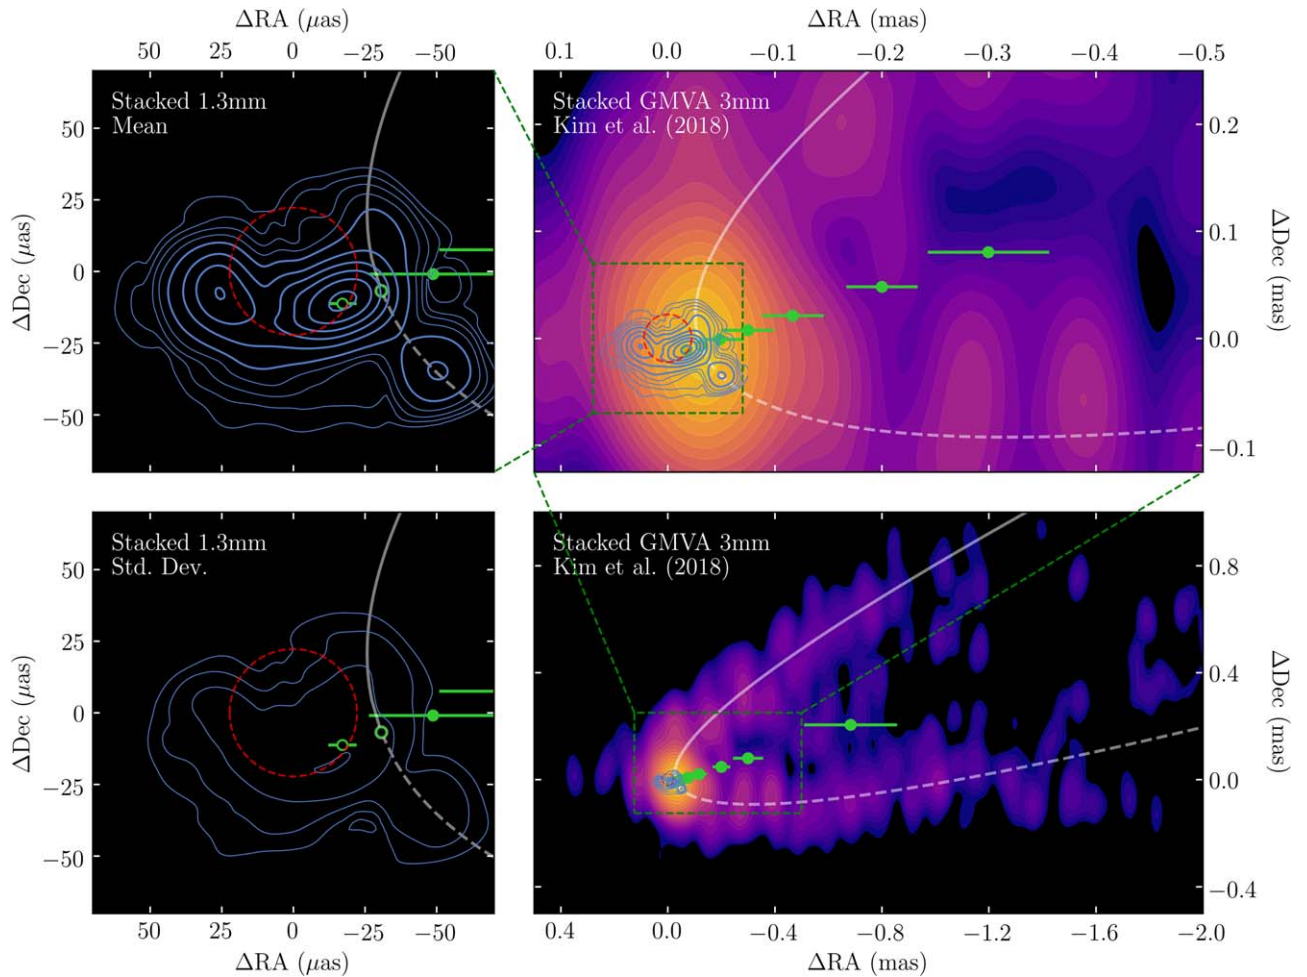 ΔRA (μas)
50 25 0 −25 −50
ΔRA (mas)
0.1 0.0 −0.1 −0.2 −0.3 −0.4 −0.5
Stacked 1.3mm
Mean
ΔDec (μas)
50
25
0
−25
−50
Stacked GMVA 3mm
Kim et al. (2018)
0.2
0.1
0.0
−0.1
ΔDec (mas)
Stacked 1.3mm
Std. Dev.
ΔDec (μas)
50
25
0
−25
−50
50 25 0 −25 −50
ΔRA (μas)
Stacked GMVA 3mm
Kim et al. (2018)
0.8
0.4
0.0
−0.4
ΔDec (mas)
0.4 0.0 −0.4 −0.8 −1.2 −1.6 −2.0
ΔRA (mas)